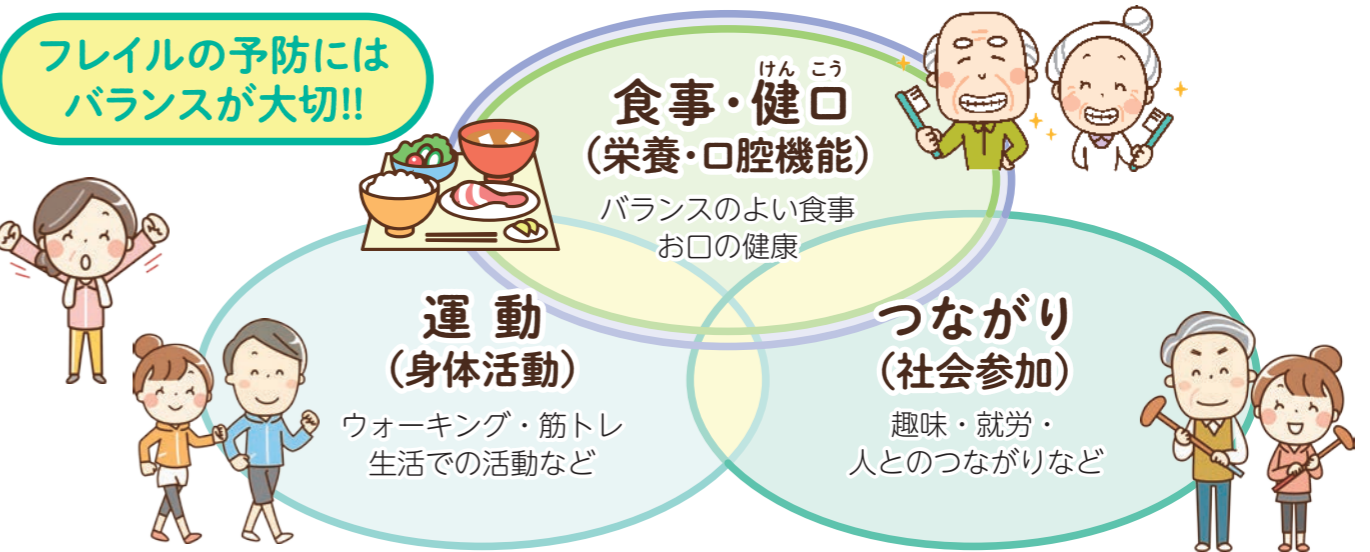 フレイルの予防には
バランスが大切!!
けん こう
食事・健口
(栄養・口腔機能)
バランスのよい食事
お口の健康
運 動
(身体活動)
ウォーキング・筋トレ
生活での活動など
つながり
(社会参加)
趣味・就労・
人とのつながりなど